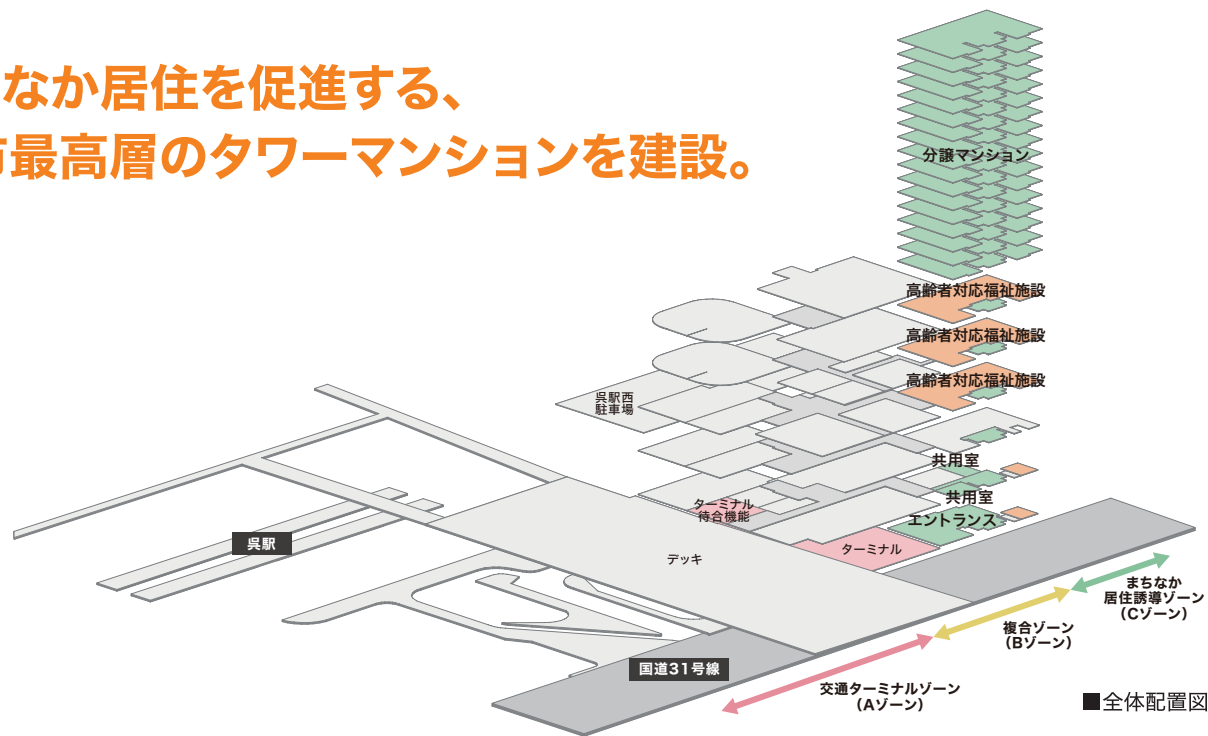 なか居住を促進する、
市最高層のタワーマンションを建設。
分譲マンション
高齢者対応福祉施設
高齢者対応福祉施設
高齢者対応福祉施設
呉駅西
駐車場
共用室
共用室
ターミナル
待合機能
エントランス
呉駅
デッキ
ターミナル
まちなか
居住誘導ゾーン
（Cゾーン）
複合ゾーン
（Bゾーン）
国道31号線
交通ターミナルゾーン
（Aゾーン）
■全体配置図